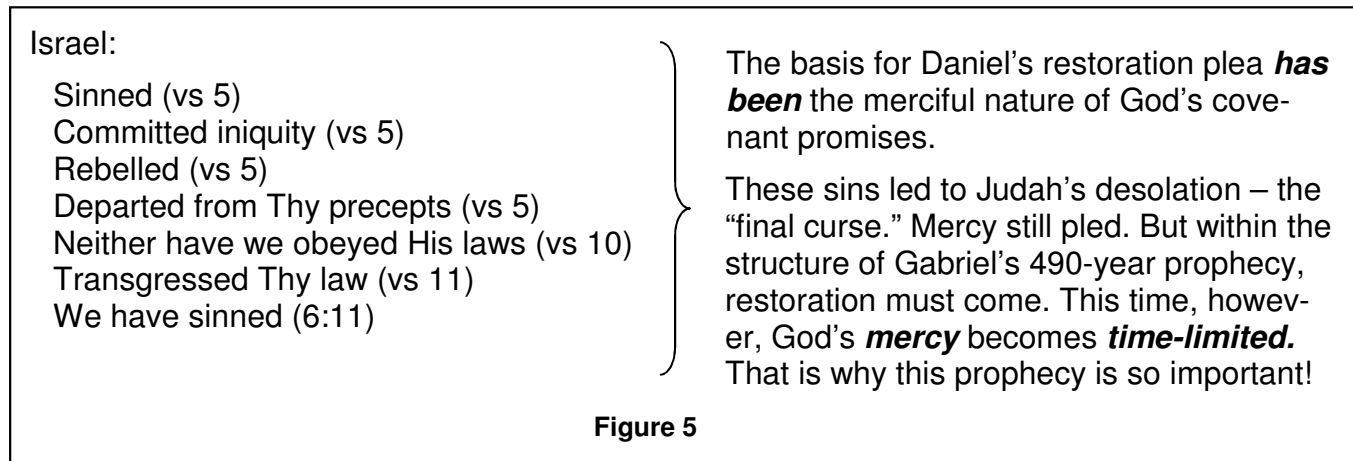 Israel:
Sinned (vs 5)
Committed iniquity (vs 5)
Rebelled (vs 5)
Departed from Thy precepts (vs 5)
Neither have we obeyed His laws (vs 10)
Transgressed Thy law (vs 11)
We have sinned (6:11)
The basis for Daniel’s restoration plea has
been the merciful nature of God’s cove-
nant promises.
These sins led to Judah’s desolation – the
“final curse.” Mercy still pled. But within the
structure of Gabriel’s 490-year prophecy,
restoration must come. This time, howev-
er, God’s mercy becomes time-limited.
That is why this prophecy is so important!
Figure 5